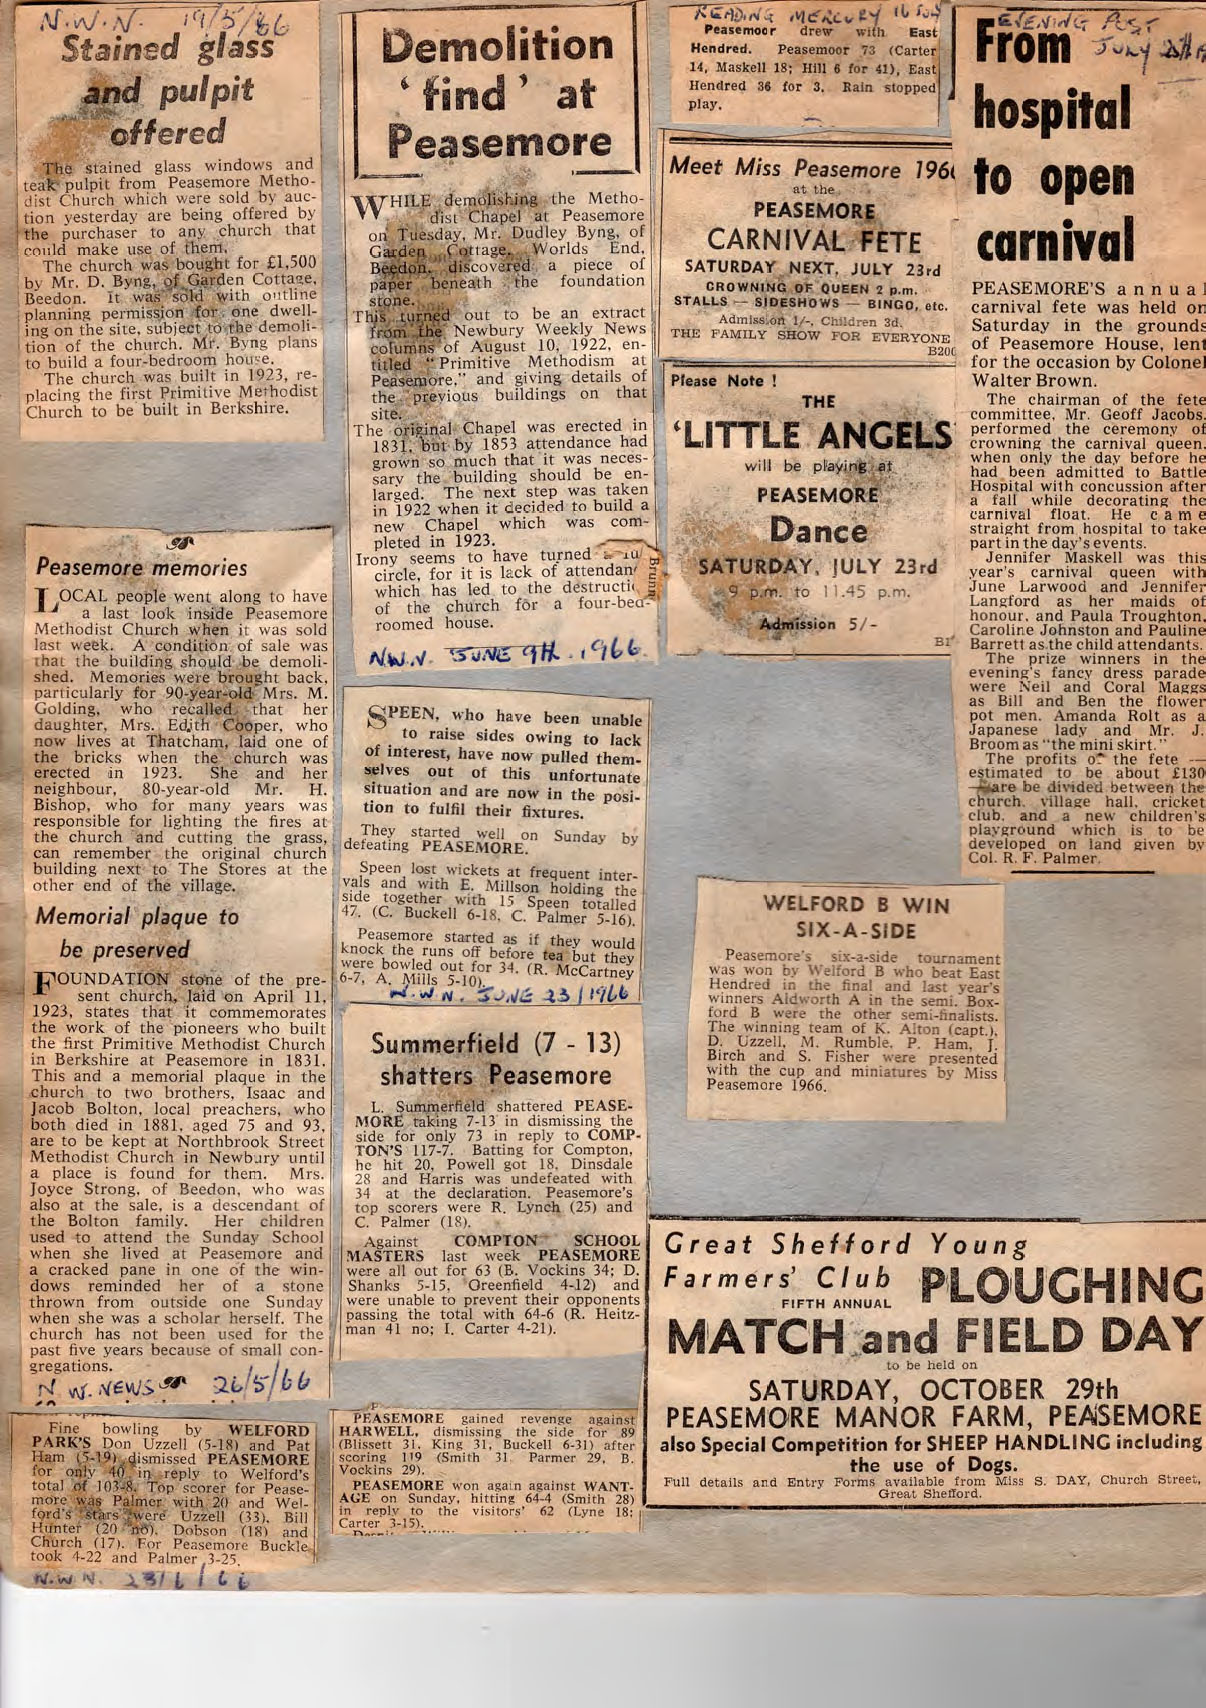 N.W.N. 19/5/66
Stained glass
and pulpit
offered
The stained glass windows and
teak pulpit from Peasemore Metho-
dist Church which were sold by auc-
tion yesterday are being offered by
the purchaser to any church that
could make use of them.
The church was bought for £1,500
by Mr. D. Byng, of Garden Cottage,
Beedon. It was sold with outline
planning permission for one dwell-
ing on the site, subject to the demoli-
tion of the church. Mr. Byng plans
to build a four-bedroom house.
The church was built in 1923, re-
placing the first Primitive Methodist
Church to be built in Berkshire.
Peasemore memories
LOCAL people went along to have
a last look inside Peasemore
Methodist Church when it was sold
last week. A condition of sale was
that the building should be demoli-
shed. Memories were brought back,
particularly for 90-year-old Mrs. M.
Golding, who recalled that her
daughter, Mrs. Edith Cooper, who
now lives at Thatcham, laid one of
the bricks when the church was
erected in 1923. She and her
neighbour, 80-year-old Mr. H.
Bishop, who for many years was
responsible for lighting the fires at
the church and cutting the grass,
can remember the original church
building next to The Stores at the
other end of the village.
Memorial plaque to
be preserved
FOUNDATION stone of the pre-
sent church, laid on April 11,
1923, states that it commemorates
the work of the pioneers who built
the first Primitive Methodist Church
in Berkshire at Peasemore in 1831.
This and a memorial plaque in the
church to two brothers, Isaac and
Jacob Bolton, local preachers, who
both died in 1881, aged 75 and 93,
are to be kept at Northbrook Street
Methodist Church in Newbury until
a place is found for them. Mrs.
Joyce Strong, of Beedon, who was
also at the sale, is a descendant of
the Bolton family. Her children
used to attend the Sunday School
when she lived at Peasemore and
a cracked pane in one of the win-
dows reminded her of a stone
thrown from outside one Sunday
when she was a scholar herself. The
church has not been used for the
past five years because of small con-
gregations.
N.W. NEWS 26/5/66
Fine bowling by WELFORD
PARK'S Don Uzzell (5-18) and Pat
Ham (5-19) dismissed PEASEMORE
for only 40 in reply to Welford's
total of 103-8. Top scorer for Pease-
more was Palmer with 20 and Wel-
ford's stars were Uzzell (33), Bill
Hunter (20 no), Dobson (18) and
Church (17). For Peasemore Buckle
took 4-22 and Palmer 3-25.
N.W.N. 23/6/66
Demolition
'find' at
Peasemore
WHILE demolishing the Metho-
dist Chapel at Peasemore
on Tuesday, Mr. Dudley Byng, of
Garden Cottage, Worlds End,
Beedon, discovered a piece of
paper beneath the foundation
stone.
This turned out to be an extract
from the Newbury Weekly News
columns of August 10, 1922, en-
titled "Primitive Methodism at
Peasemore," and giving details of
the previous buildings on that
site.
The original Chapel was erected in
1831, but by 1853 attendance had
grown so much that it was neces-
sary the building should be en-
larged. The next step was taken
in 1922 when it decided to build a
new Chapel which was com-
pleted in 1923.
Irony seems to have turned
circle, for it is lack of attendan
which has led to the destructi
of the church for a four-bed-
roomed house.
Brunn
N.W.N. JUNE 9TH. 1966.
SPEEN, who have been unable
to raise sides owing to lack
of interest, have now pulled them-
selves out of this unfortunate
situation and are now in the posi-
tion to fulfil their fixtures.
They started well on Sunday by
defeating PEASEMORE.
Speen lost wickets at frequent inter-
vals and with E. Millson holding the
side together with 15 Speen totalled
47. (C. Buckell 6-18, C. Palmer 5-16).
Peasemore started as if they would
knock the runs off before tea but they
were bowled out for 34. (R. McCartney
6-7, A. Mills 5-10).
N.W.N. JUNE 23/1966
Summerfield (7 - 13)
shatters Peasemore
L. Summerfield shattered PEASE-
MORE taking 7-13 in dismissing the
side for only 73 in reply to COMP-
TON'S 117-7. Batting for Compton,
he hit 20, Powell got 18, Dinsdale
28 and Harris was undefeated with
34 at the declaration. Peasemore's
top scorers were R. Lynch (25) and
C. Palmer (18).
Against COMPTON SCHOOL
MASTERS last week PEASEMORE
were all out for 63 (B. Vockins 34; D.
Shanks 5-15, Greenfield 4-12) and
were unable to prevent their opponents
passing the total with 64-6 (R. Heitz-
man 41 no; I. Carter 4-21).
PEASEMORE gained revenge against
HARWELL, dismissing the side for 89
(Blissett 31, King 31, Buckell 6-31) after
scoring 119 (Smith 31, Parmer 29, B.
Vockins 29).
PEASEMORE won again against WANT-
AGE on Sunday, hitting 64-4 (Smith 28)
in reply to the visitors' 62 (Lyne 18;
Carter 3-15).
READING MERCURY 16 JULY
Peasemoor drew with East
Hendred. Peasemoor 73 (Carter
14, Maskell 18; Hill 6 for 41), East
Hendred 36 for 3. Rain stopped
play.
Meet Miss Peasemore 1966
at the
PEASEMORE
CARNIVAL FETE
SATURDAY NEXT, JULY 23rd
CROWNING OF QUEEN 2 p.m.
STALLS — SIDESHOWS — BINGO, etc.
Admission 1/-, Children 3d.
THE FAMILY SHOW FOR EVERYONE
B200
Please Note !
THE
'LITTLE ANGELS
will be playing at
PEASEMORE
Dance
SATURDAY, JULY 23rd
9 p.m. to 11.45 p.m.
Admission 5/-
EVENING POST
JULY
From
hospital
to open
carnival
PEASEMORE'S annual
carnival fete was held on
Saturday in the grounds
of Peasemore House, lent
for the occasion by Colonel
Walter Brown.
The chairman of the fete
committee, Mr. Geoff Jacobs,
performed the ceremony of
crowning the carnival queen,
when only the day before he
had been admitted to Battle
Hospital with concussion after
a fall while decorating the
carnival float. He came
straight from hospital to take
part in the day's events.
Jennifer Maskell was this
year's carnival queen with
June Larwood and Jennifer
Langford as her maids of
honour, and Paula Troughton,
Caroline Johnston and Pauline
Barrett as the child attendants.
The prize winners in the
evening's fancy dress parade
were Neil and Coral Maggs
as Bill and Ben the flower
pot men, Amanda Rolt as a
Japanese lady and Mr. J.
Broom as "the mini skirt."
The profits of the fete —
estimated to be about £130
— are be divided between the
church, village hall, cricket
club, and a new children's
playground which is to be
developed on land given by
Col. R. F. Palmer.
WELFORD B WIN
SIX-A-SIDE
Peasemore's six-a-side tournament
was won by Welford B who beat East
Hendred in the final and last year's
winners Aldworth A in the semi. Box-
ford B were the other semi-finalists.
The winning team of K. Alton (capt.),
D. Uzzell, M. Rumble, P. Ham, J.
Birch and S. Fisher were presented
with the cup and miniatures by Miss
Peasemore 1966.
Great Shefford Young
Farmers' Club PLOUGHING
FIFTH ANNUAL
MATCH and FIELD DAY
to be held on
SATURDAY, OCTOBER 29th
PEASEMORE MANOR FARM, PEASEMORE
also Special Competition for SHEEP HANDLING including
the use of Dogs.
Full details and Entry Forms available from Miss S. DAY, Church Street,
Great Shefford.